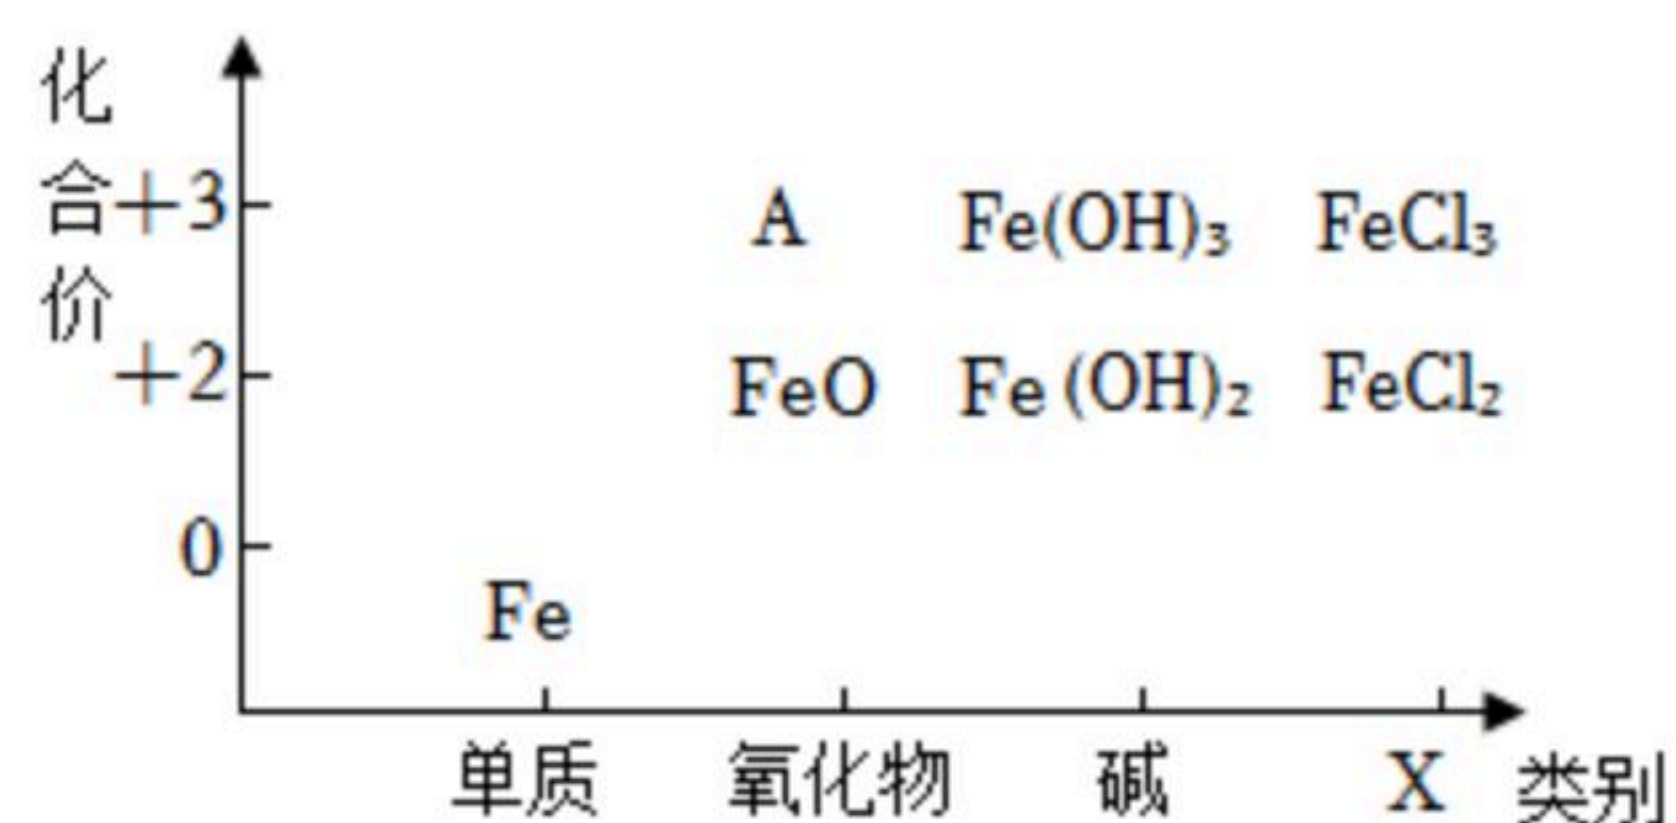 化合价
+3 A Fe(OH)₃ FeCl₃
+2 FeO Fe (OH)₂ FeCl₂
0
Fe
单质 氧化物 碱 X 类别